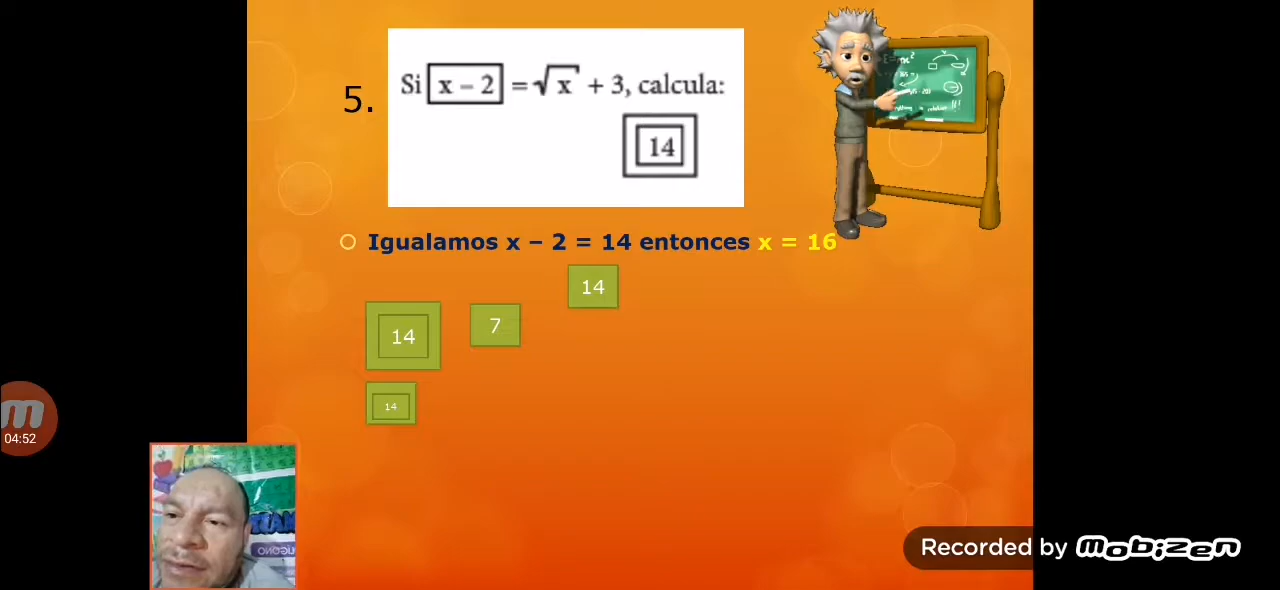 5.
Si x – 2 = √x + 3, calcula:
14
Igualamos x – 2 = 14 entonces x = 16
14
14
7
14
04:52
Recorded by mobizen